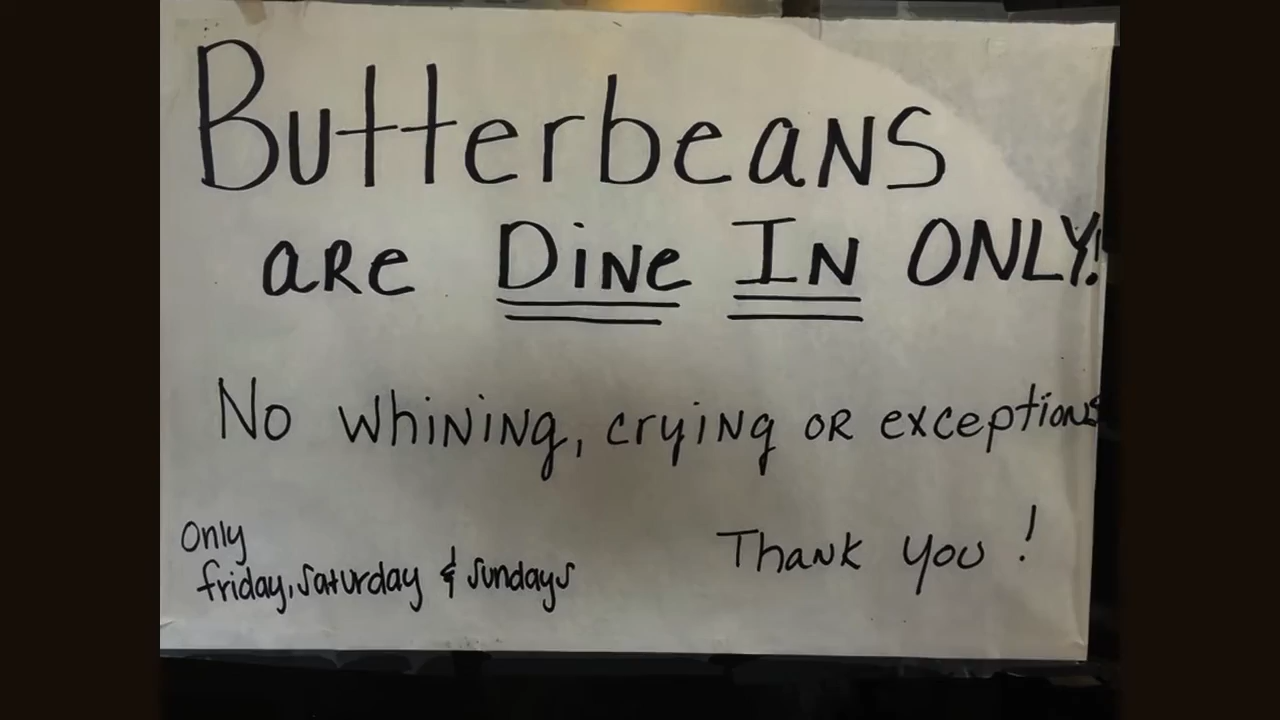 Butterbeans
are Dine In ONLY!
No whining, crying or exceptions
Only
friday, saturday & sundays
Thank you !